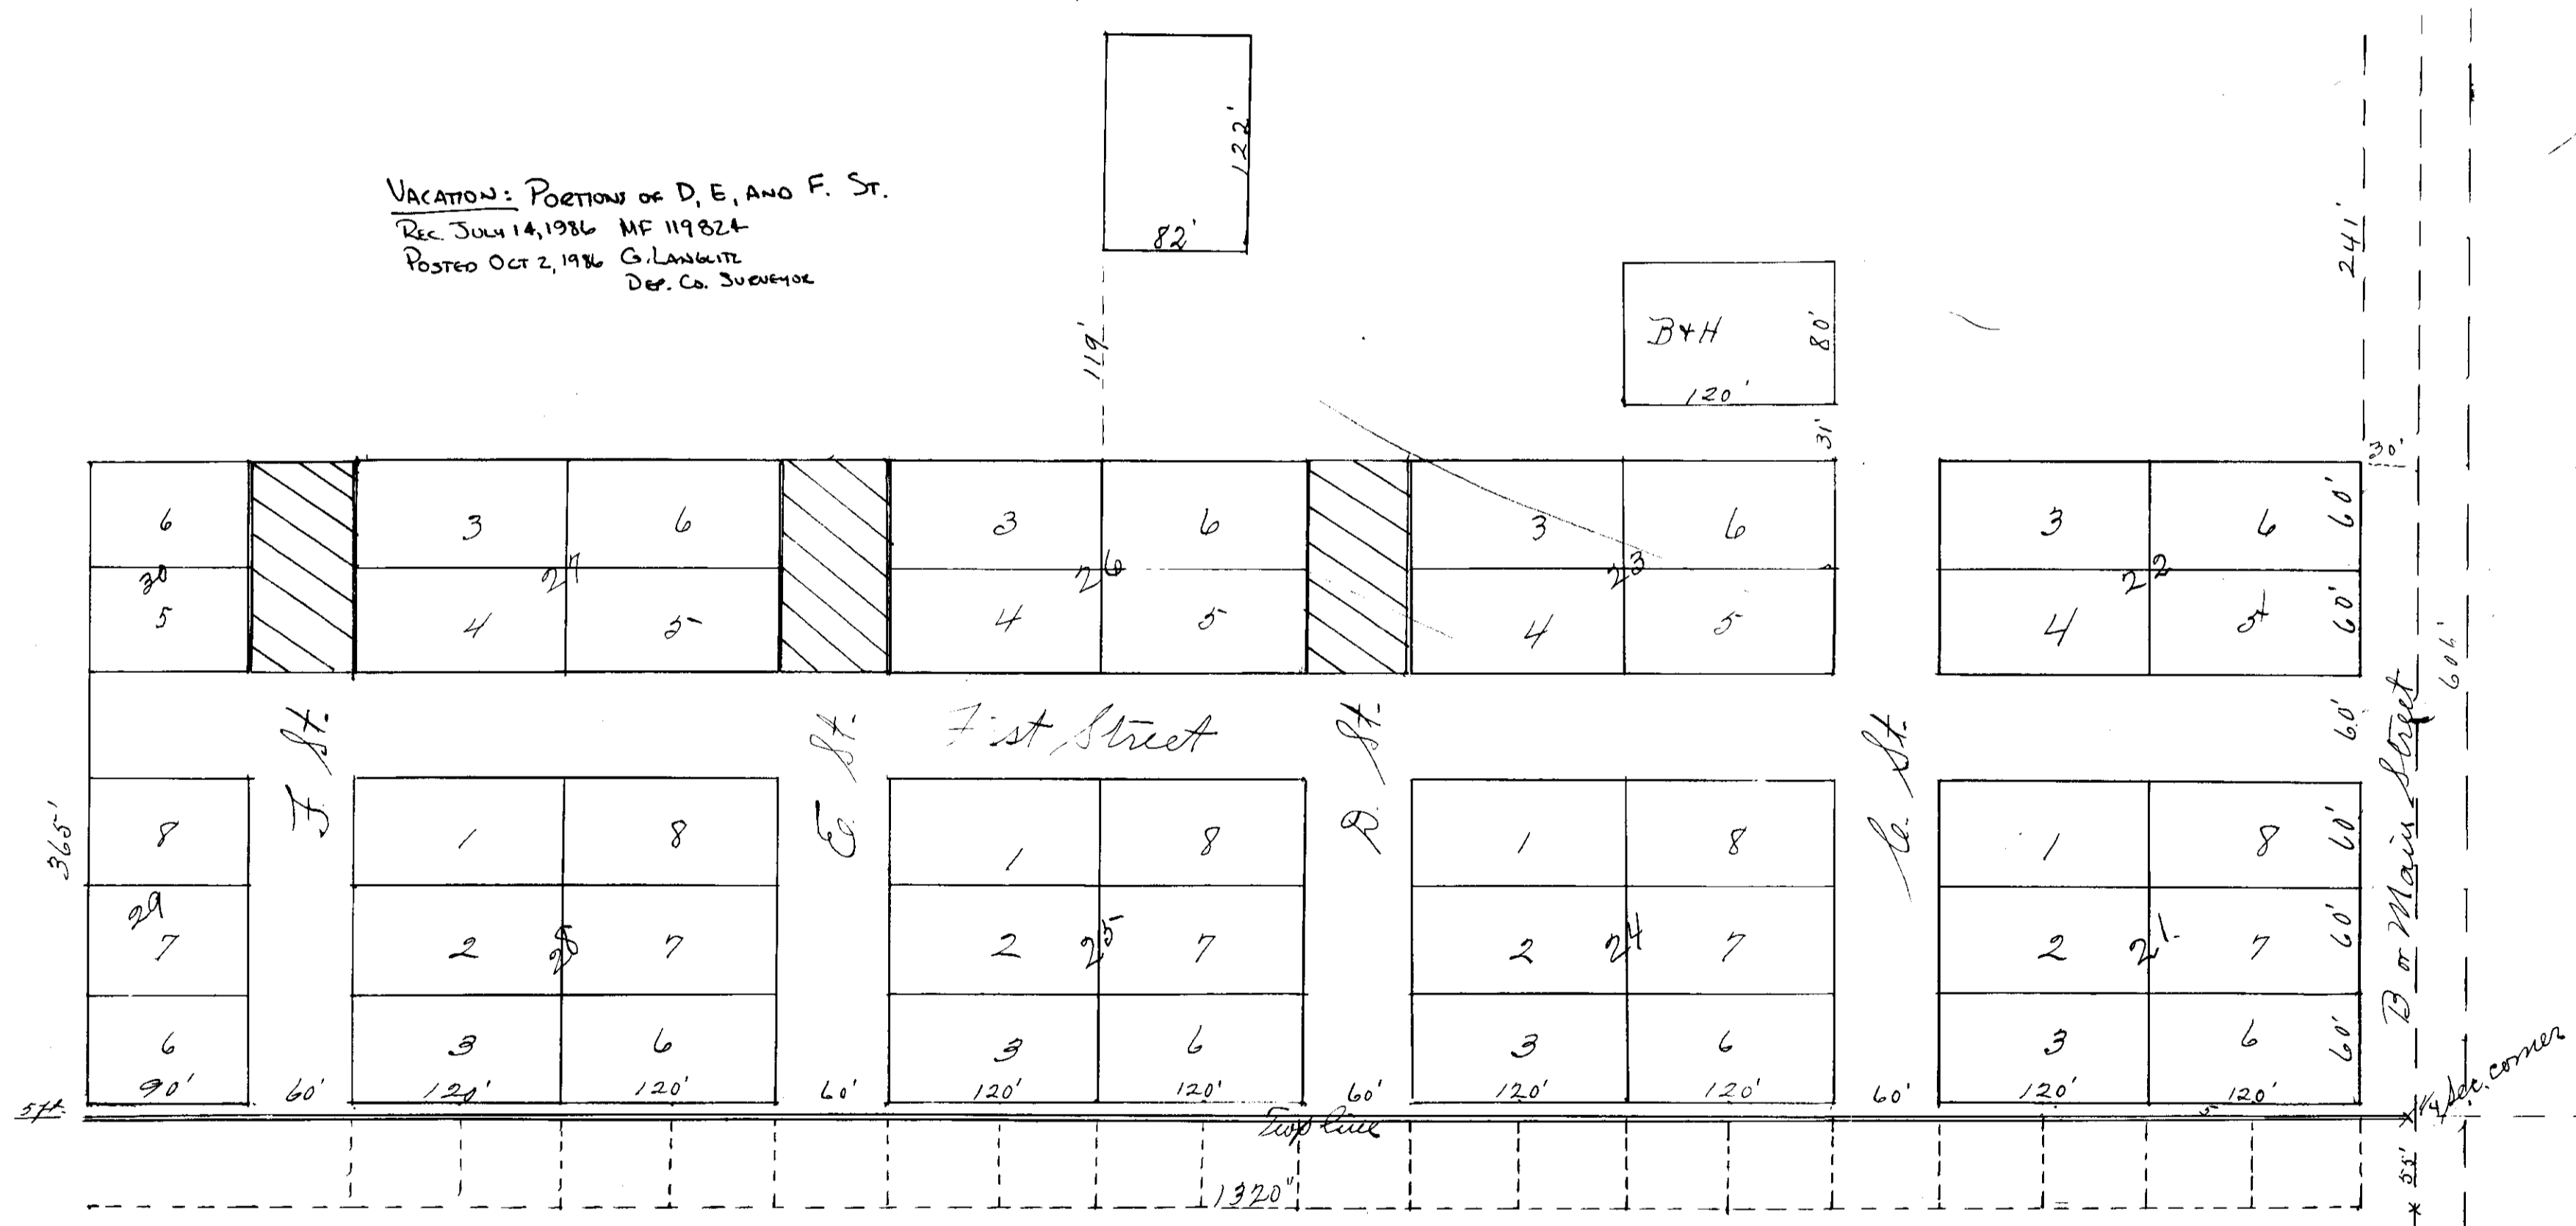 122'
82'
VACATION: PORTIONS OF D, E, AND F. ST.
REC. JULY 14, 1986 MF 119824
POSTED OCT 2, 1986 G. LANGLITZ
DEP. CO. SURVEYOR
241'
119'
B & H
80'
120'
31'
30'
6 3 6 3 6 3 6 3 6 60'
30 27 26 23 22
5 4 5 4 5 4 5 4 5 60'
606'
F St. E St. First Street D. St. C. St. 60' B or Main Street
365'
8 1 8 1 8 1 8 1 8 60'
29 28 25 24 21
7 2 7 2 7 2 7 2 7 60'
6 3 6 3 6 3 6 3 6 60'
90' 60' 120' 120' 60' 120' 120' 60' 120' 120' 60' 120' 120'
1/4 Sec. corner
5 ft.
Twp line
5
55'
1320"